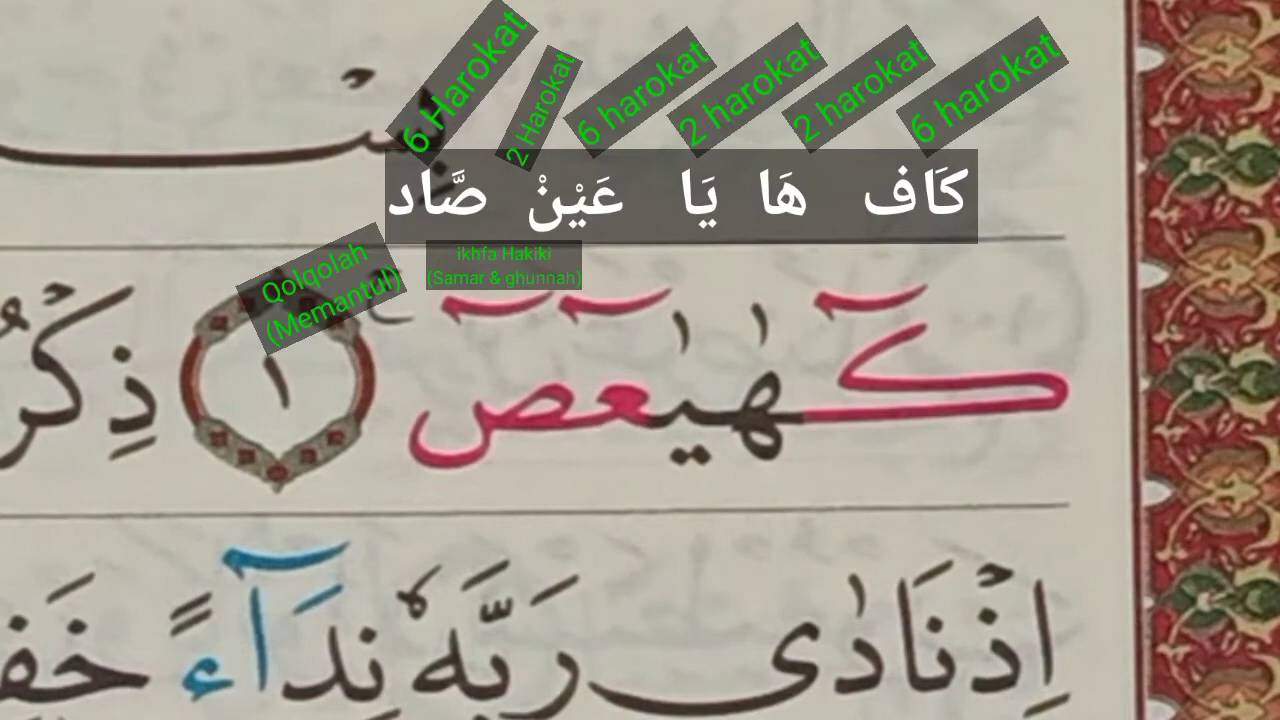 6 Harokat
2 Harokat
6 harokat
2 harokat
2 harokat
6 harokat
كَاف هَا يَا عَيْنْ صَّاد
Qolqolah
(Memantul)
ikhfa Hakiki
(Samar & ghunnah)
كۤهٰيٰعۤصۤ ۚ ١ ذِكْرُ
اِذْ نَادٰى رَبَّهٗ نِدَاۤءً